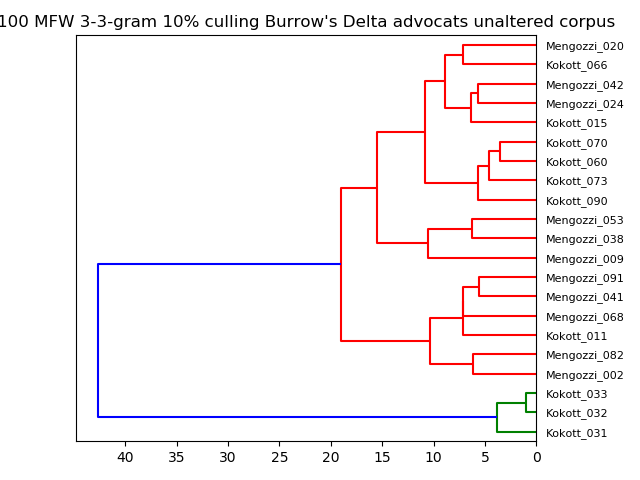 100 MFW 3-3-gram 10% culling Burrow's Delta advocats unaltered corpus
Mengozzi_020
Kokott_066
Mengozzi_042
Mengozzi_024
Kokott_015
Kokott_070
Kokott_060
Kokott_073
Kokott_090
Mengozzi_053
Mengozzi_038
Mengozzi_009
Mengozzi_091
Mengozzi_041
Mengozzi_068
Kokott_011
Mengozzi_082
Mengozzi_002
Kokott_033
Kokott_032
Kokott_031
40 35 30 25 20 15 10 5 0